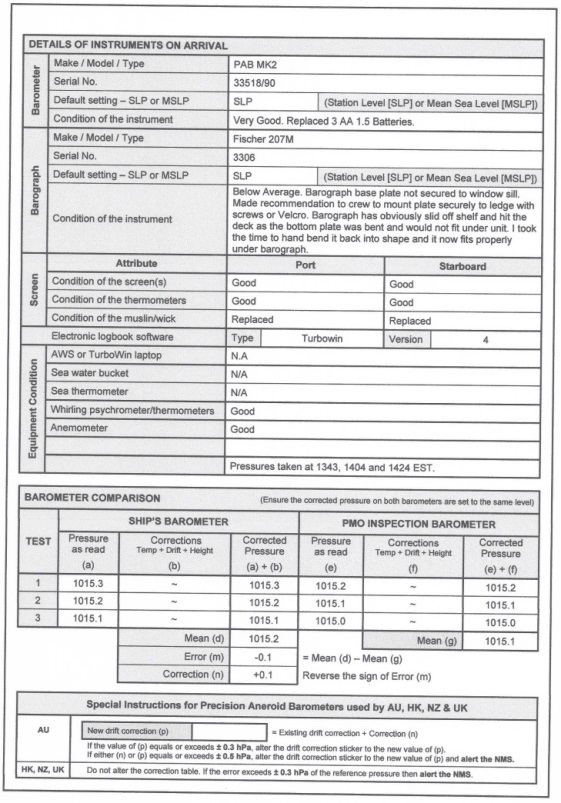 DETAILS OF INSTRUMENTS ON ARRIVAL
Barometer
Make / Model / Type PAB MK2
Serial No. 33518/90
Default setting – SLP or MSLP SLP (Station Level [SLP] or Mean Sea Level [MSLP])
Condition of the instrument Very Good. Replaced 3 AA 1.5 Batteries.
Barograph
Make / Model / Type Fischer 207M
Serial No. 3306
Default setting – SLP or MSLP SLP (Station Level [SLP] or Mean Sea Level [MSLP])
Condition of the instrument
Below Average. Barograph base plate not secured to window sill.
Made recommendation to crew to mount plate securely to ledge with
screws or Velcro. Barograph has obviously slid off shelf and hit the
deck as the bottom plate was bent and would not fit under unit. I took
the time to hand bend it back into shape and it now fits properly
under barograph.
Screen
Attribute Port Starboard
Condition of the screen(s) Good Good
Condition of the thermometers Good Good
Condition of the muslin/wick Replaced Replaced
Electronic logbook software Type Turbowin Version 4
Equipment Condition
AWS or TurboWin laptop N.A
Sea water bucket N/A
Sea thermometer N/A
Whirling psychrometer/thermometers Good
Anemometer Good
Pressures taken at 1343, 1404 and 1424 EST.
BAROMETER COMPARISON (Ensure the corrected pressure on both barometers are set to the same level)
SHIP'S BAROMETER PMO INSPECTION BAROMETER
TEST Pressure as read (a) Corrections Temp + Drift + Height (b) Corrected Pressure (a) + (b) Pressure as read (e) Corrections Temp + Drift + Height (f) Corrected Pressure (e) + (f)
1 1015.3 ~ 1015.3 1015.2 ~ 1015.2
2 1015.2 ~ 1015.2 1015.1 ~ 1015.1
3 1015.1 ~ 1015.1 1015.0 ~ 1015.0
Mean (d) 1015.2 Mean (g) 1015.1
Error (m) -0.1 = Mean (d) – Mean (g)
Correction (n) +0.1 Reverse the sign of Error (m)
Special Instructions for Precision Aneroid Barometers used by AU, HK, NZ & UK
AU New drift correction (p) = Existing drift correction + Correction (n)
If the value of (p) equals or exceeds ± 0.3 hPa, alter the drift correction sticker to the new value of (p).
If either (n) or (p) equals or exceeds ± 0.5 hPa, alter the drift correction sticker to the new value of (p) and alert the NMS.
HK, NZ, UK Do not alter the correction table. If the error exceeds ± 0.3 hPa of the reference pressure then alert the NMS.